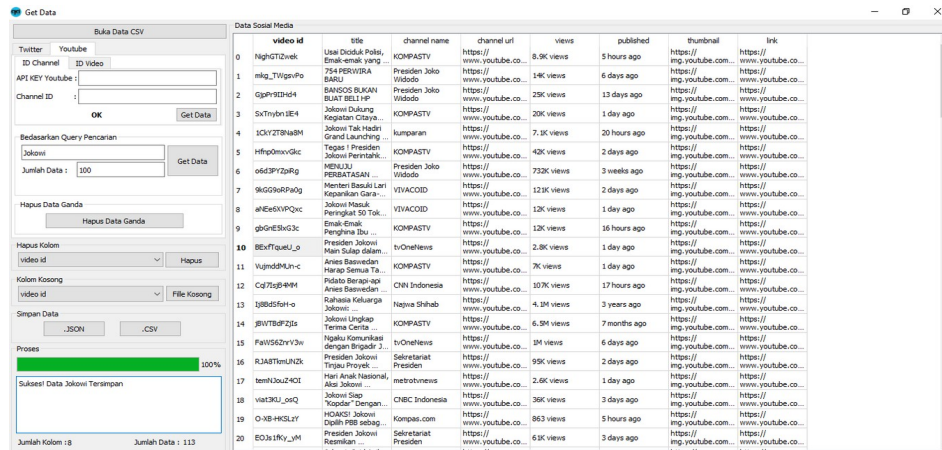 Get Data
Buka Data CSV
Twitter Youtube
ID Channel ID Video
API KEY Youtube :
Channel ID :
OK Get Data
Bedasarkan Query Pencarian
Jokowi
Get Data
Jumlah Data : 100
Hapus Data Ganda
Hapus Data Ganda
Hapus Kolom
video id Hapus
Kolom Kosong
video id Fille Kosong
Simpan Data
.JSON .CSV
Proses
100%
Sukses! Data Jokowi Tersimpan
Jumlah Kolom :8 Jumlah Data : 113
Data Sosial Media
video id title channel name channel url views published thumbnail link
0 NighGTiZwek Usai Diciduk Polisi, Emak-emak yang ... KOMPASTV https:// www.youtube.co... 8.9K views 5 hours ago https:// img.youtube.com... https:// www.youtube.co...
1 mkg_TWgsvPo 754 PERWIRA BARU Presiden Joko Widodo https:// www.youtube.co... 14K views 6 days ago https:// img.youtube.com... https:// www.youtube.co...
2 GjpPr9IIHd4 BANSOS BUKAN BUAT BELI HP Presiden Joko Widodo https:// www.youtube.co... 25K views 13 days ago https:// img.youtube.com... https:// www.youtube.co...
3 SxTnybn1lE4 Jokowi Dukung Kegiatan Citaya... KOMPASTV https:// www.youtube.co... 20K views 1 day ago https:// img.youtube.com... https:// www.youtube.co...
4 1CkY2T8Na8M Jokowi Tak Hadiri Grand Launching ... kumparan https:// www.youtube.co... 7.1K views 20 hours ago https:// img.youtube.com... https:// www.youtube.co...
5 Hfnp0mxvGkc Tegas ! Presiden Jokowi Perintahk... KOMPASTV https:// www.youtube.co... 42K views 2 days ago https:// img.youtube.com... https:// www.youtube.co...
6 o6d3PYZpiRg MENUJU PERBATASAN ... Presiden Joko Widodo https:// www.youtube.co... 732K views 3 weeks ago https:// img.youtube.com... https:// www.youtube.co...
7 9kGG9oRPa0g Menteri Basuki Lari Kepanikan Gara-... VIVACOID https:// www.youtube.co... 121K views 2 days ago https:// img.youtube.com... https:// www.youtube.co...
8 aNEe6XVPQxc Jokowi Masuk Peringkat 50 Tok... VIVACOID https:// www.youtube.co... 12K views 1 day ago https:// img.youtube.com... https:// www.youtube.co...
9 gbGnE5lxG3c Emak-Emak Penghina Ibu ... KOMPASTV https:// www.youtube.co... 12K views 16 hours ago https:// img.youtube.com... https:// www.youtube.co...
10 BExfTqueU_o Presiden Jokowi Main Sulap dalam... tvOneNews https:// www.youtube.co... 2.8K views 1 day ago https:// img.youtube.com... https:// www.youtube.co...
11 VujmddMUn-c Anies Baswedan Harap Semua Ta... KOMPASTV https:// www.youtube.co... 7K views 1 day ago https:// img.youtube.com... https:// www.youtube.co...
12 Cql7IsjB4MM Pidato Berapi-api Anies Baswedan ... CNN Indonesia https:// www.youtube.co... 107K views 17 hours ago https:// img.youtube.com... https:// www.youtube.co...
13 Ij8BdSfoH-o Rahasia Keluarga Jokowi: ... Najwa Shihab https:// www.youtube.co... 4.1M views 3 years ago https:// img.youtube.com... https:// www.youtube.co...
14 jBWTBdFZjIs Jokowi Ungkap Terima Cerita ... KOMPASTV https:// www.youtube.co... 6.5M views 7 months ago https:// img.youtube.com... https:// www.youtube.co...
15 PaWS6ZnrV3w Ngaku Komunikasi dengan Brigadir J... tvOneNews https:// www.youtube.co... 1M views 6 days ago https:// img.youtube.com... https:// www.youtube.co...
16 RJA8TkmUNZk Presiden Jokowi Tinjau Proyek ... Sekretariat Presiden https:// www.youtube.co... 95K views 2 days ago https:// img.youtube.com... https:// www.youtube.co...
17 temNJouZ4OI Hari Anak Nasional, Aksi Jokowi ... metrotvnews https:// www.youtube.co... 2.6K views 1 day ago https:// img.youtube.com... https:// www.youtube.co...
18 viat3KU_osQ Jokowi Siap "Kopdar" Dengan... CNBC Indonesia https:// www.youtube.co... 36K views 3 days ago https:// img.youtube.com... https:// www.youtube.co...
19 O-XB-HKSLzY HOAKS! Jokowi Dipilih PBB sebag... Kompas.com https:// www.youtube.co... 863 views 5 hours ago https:// img.youtube.com... https:// www.youtube.co...
20 EOJs1fKy_yM Presiden Jokowi Resmikan ... Sekretariat Presiden https:// www.youtube.co... 61K views 3 days ago https:// img.youtube.com... https:// www.youtube.co...